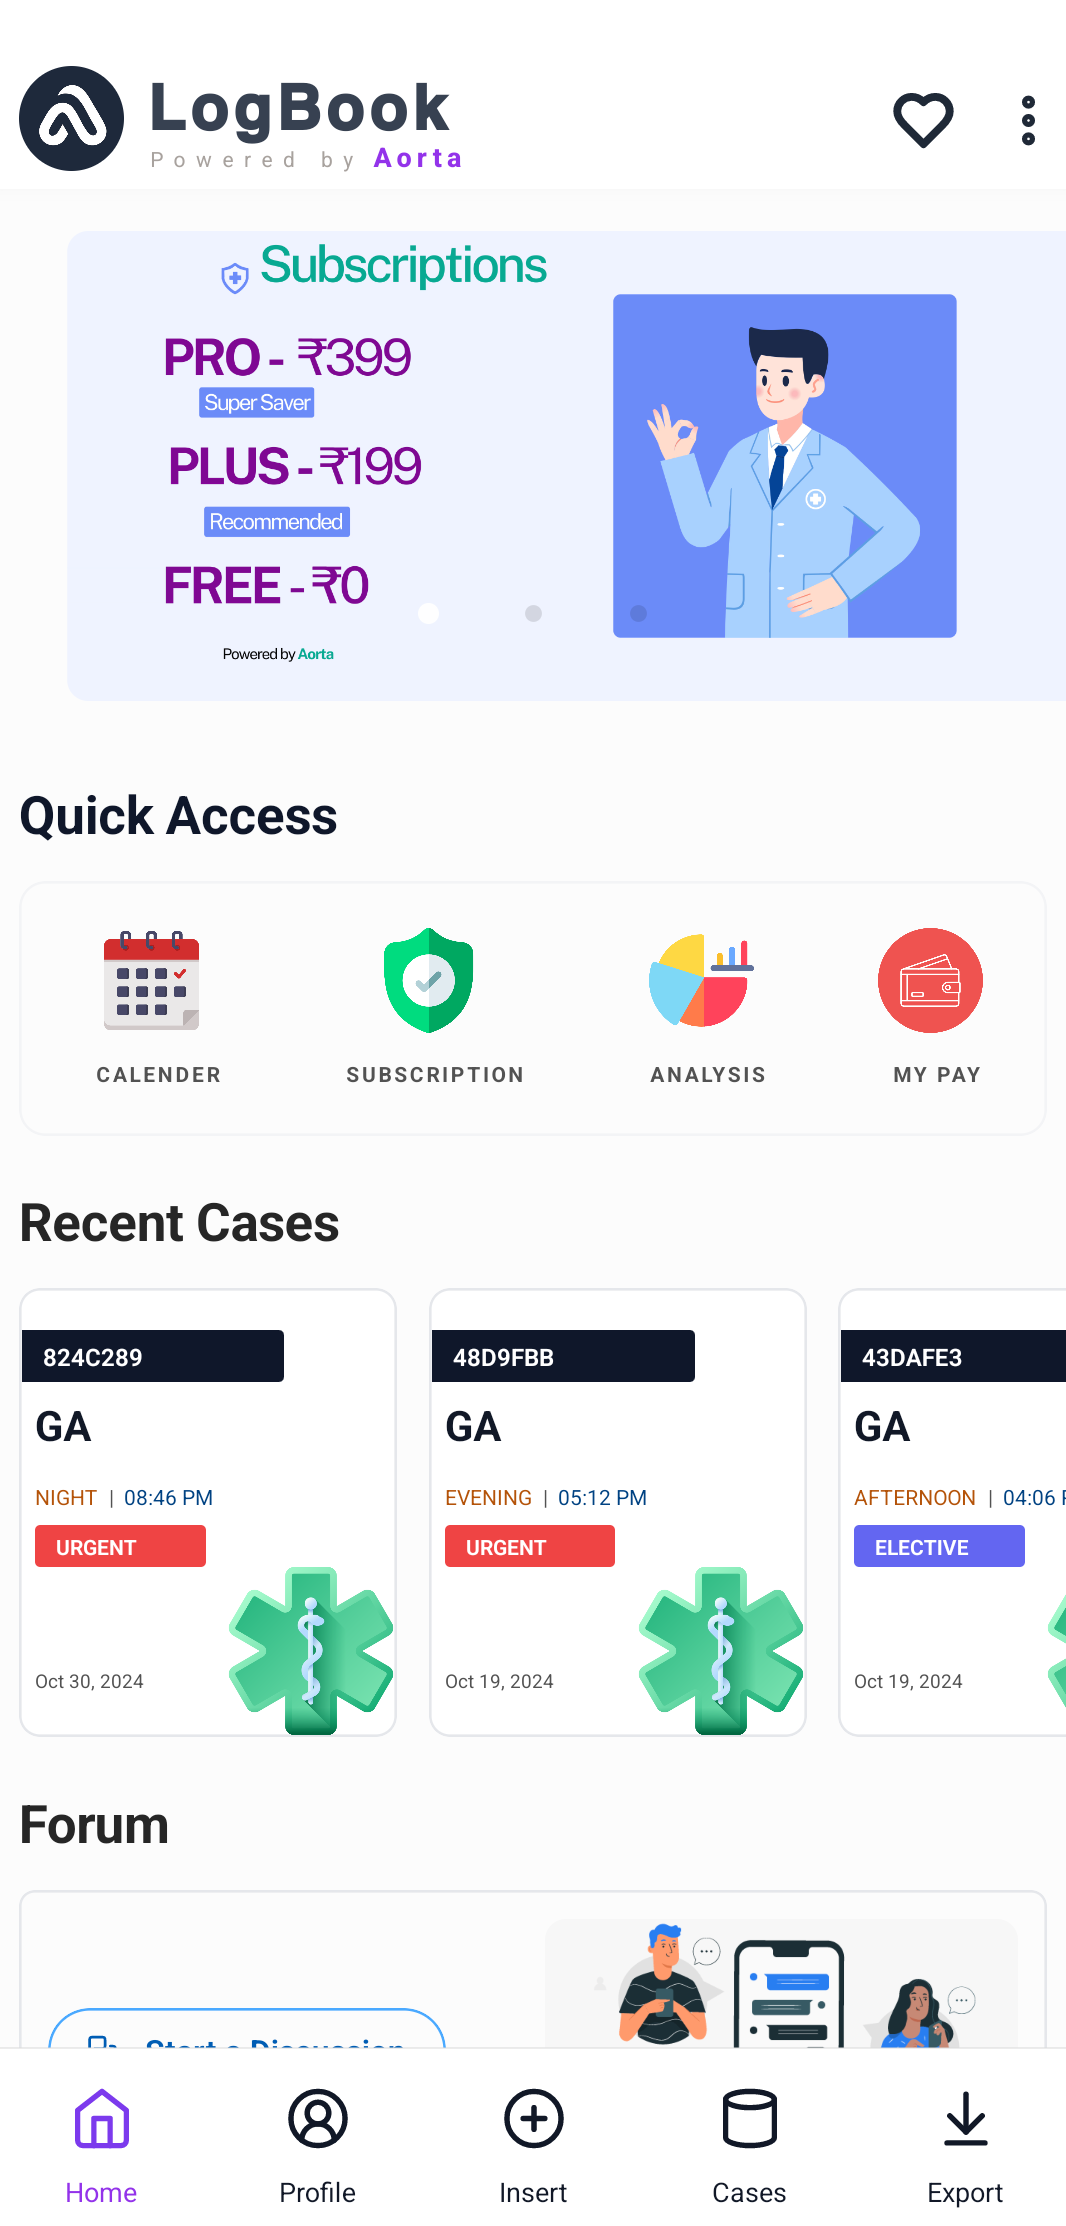 LogBook
Powered by Aorta
Subscriptions
PRO - ₹399
Super Saver
PLUS - ₹199
Recommended
FREE - ₹0
Powered by Aorta
Quick Access
CALENDER SUBSCRIPTION ANALYSIS MY PAY
Recent Cases
824C289
GA
NIGHT | 08:46 PM
URGENT
Oct 30, 2024
48D9FBB
GA
EVENING | 05:12 PM
URGENT
Oct 19, 2024
43DAFE3
GA
AFTERNOON | 04:06
ELECTIVE
Oct 19, 2024
Forum
Start a Discussion
Home Profile Insert Cases Export